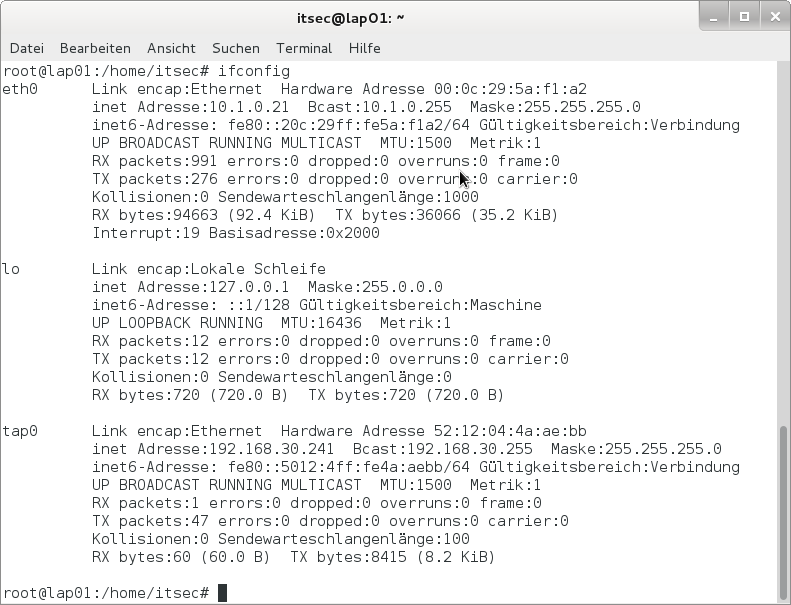 itsec@lap01: ~
Datei Bearbeiten Ansicht Suchen Terminal Hilfe
root@lap01:/home/itsec# ifconfig
eth0      Link encap:Ethernet  Hardware Adresse 00:0c:29:5a:f1:a2
          inet Adresse:10.1.0.21  Bcast:10.1.0.255  Maske:255.255.255.0
          inet6-Adresse: fe80::20c:29ff:fe5a:f1a2/64 Gültigkeitsbereich:Verbindung
          UP BROADCAST RUNNING MULTICAST  MTU:1500  Metrik:1
          RX packets:991 errors:0 dropped:0 overruns:0 frame:0
          TX packets:276 errors:0 dropped:0 overruns:0 carrier:0
          Kollisionen:0 Sendewarteschlangenlänge:1000
          RX bytes:94663 (92.4 KiB)  TX bytes:36066 (35.2 KiB)
          Interrupt:19 Basisadresse:0x2000
lo        Link encap:Lokale Schleife
          inet Adresse:127.0.0.1  Maske:255.0.0.0
          inet6-Adresse: ::1/128 Gültigkeitsbereich:Maschine
          UP LOOPBACK RUNNING  MTU:16436  Metrik:1
          RX packets:12 errors:0 dropped:0 overruns:0 frame:0
          TX packets:12 errors:0 dropped:0 overruns:0 carrier:0
          Kollisionen:0 Sendewarteschlangenlänge:0
          RX bytes:720 (720.0 B)  TX bytes:720 (720.0 B)
tap0      Link encap:Ethernet  Hardware Adresse 52:12:04:4a:ae:bb
          inet Adresse:192.168.30.241  Bcast:192.168.30.255  Maske:255.255.255.0
          inet6-Adresse: fe80::5012:4ff:fe4a:aebb/64 Gültigkeitsbereich:Verbindung
          UP BROADCAST RUNNING MULTICAST  MTU:1500  Metrik:1
          RX packets:1 errors:0 dropped:0 overruns:0 frame:0
          TX packets:47 errors:0 dropped:0 overruns:0 carrier:0
          Kollisionen:0 Sendewarteschlangenlänge:100
          RX bytes:60 (60.0 B)  TX bytes:8415 (8.2 KiB)
root@lap01:/home/itsec#